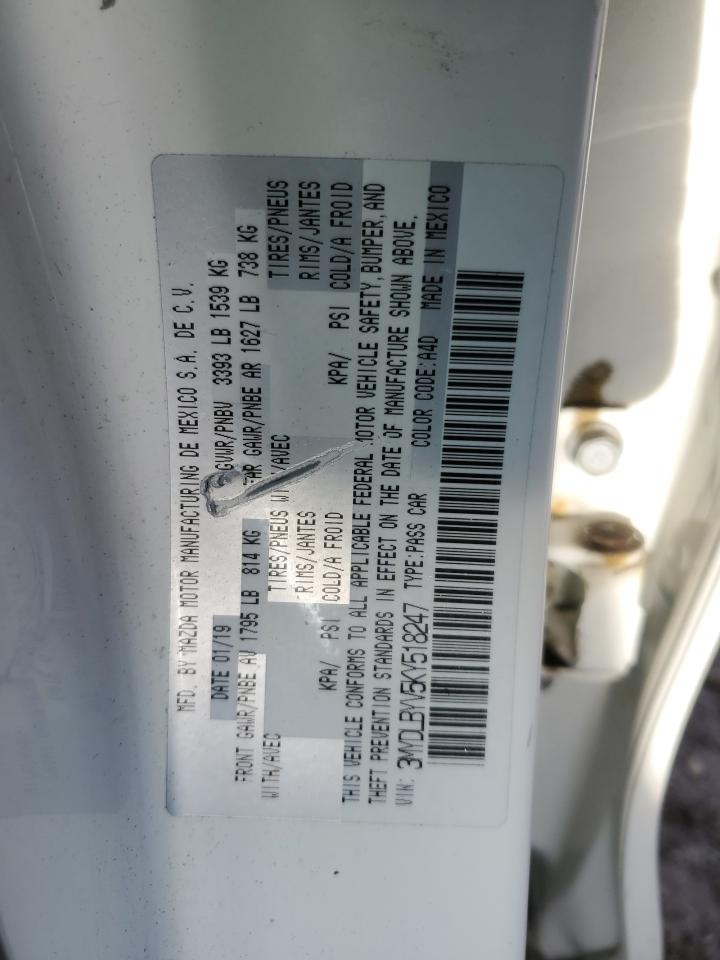 MFD. BY MAZDA MOTOR MANUFACTURING DE MEXICO S.A. DE C.V.
DATE 01/19 GVWR/PNBV 3393 LB 1539 KG
FRONT GAWR/PNBE AV 1795 LB 814 KG GAWR/PNBE AR 1627 LB 738 KG
WITH/AVEC TIRES/PNEUS WITH/AVEC TIRES/PNEUS
RIMS/JANTES RIMS/JANTES
KPA/ PSI COLD/A FROID KPA/ PSI COLD/A FROID
THIS VEHICLE CONFORMS TO ALL APPLICABLE FEDERAL MOTOR VEHICLE SAFETY, BUMPER, AND
THEFT PREVENTION STANDARDS IN EFFECT ON THE DATE OF MANUFACTURE SHOWN ABOVE.
VIN: 3MYDLBYV5KY518247 TYPE:PASS CAR COLOR CODE:A4D MADE IN MEXICO